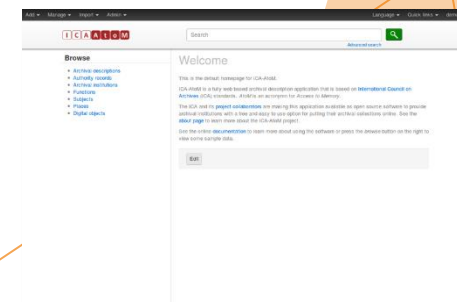 Add Manage Import Admin Language Quick links demo
ICAAtoM
Search
Advanced search
Browse
Archival descriptions
Authority records
Archival institutions
Functions
Subjects
Places
Digital objects
Welcome
This is the default homepage for ICA-AtoM.
ICA-AtoM is a fully web-based archival description application that is based on International Council on
Archives (ICA) standards. AtoM is an acronym for Access to Memory.
The ICA and its project collaborators are making this application available as open source software to provide
archival institutions with a free and easy to use option for putting their archival collections online. See the
about page to learn more about the ICA-AtoM project.
See the online documentation to learn more about using the software or press the browse button on the right to
view some sample data.
Edit